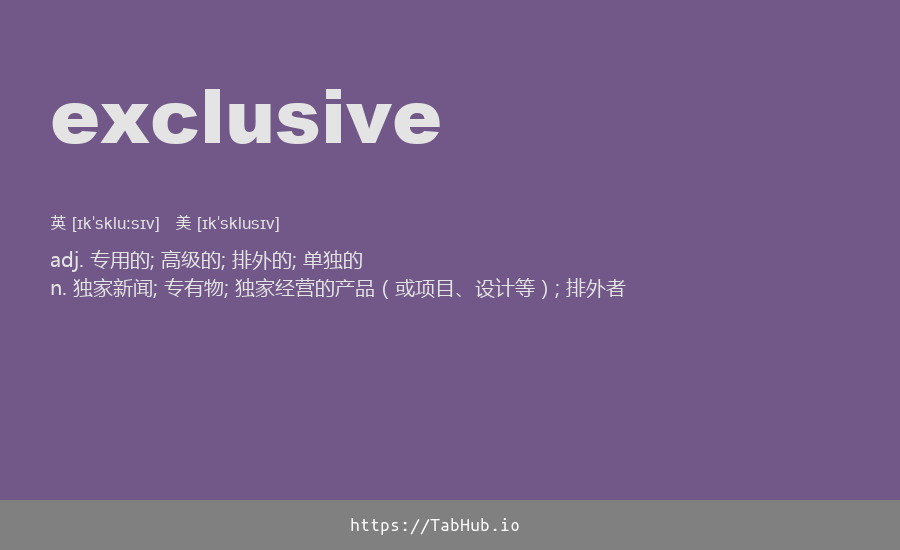 exclusive
英 [ɪkˈskluːsɪv] 美 [ɪkˈsklusɪv]
adj. 专用的; 高级的; 排外的; 单独的
n. 独家新闻; 专有物; 独家经营的产品 ( 或项目、设计等 ) ; 排外者
https://TabHub.io